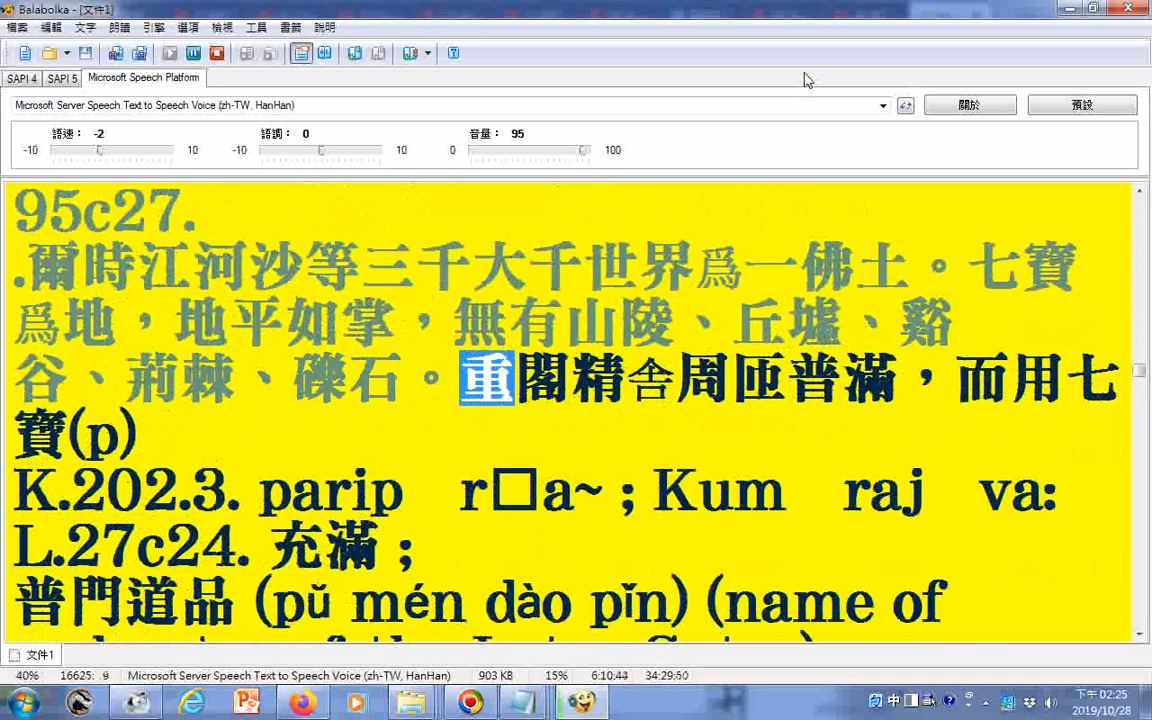 Balabolka - [文件1]
檔案 編輯 文字 朗讀 引擎 選項 檢視 工具 書籤 說明
SAPI 4 SAPI 5 Microsoft Speech Platform
Microsoft Server Speech Text to Speech Voice (zh-TW, HanHan) 關於 預設
語速: -2 語調: 0 音量: 95
-10 10 -10 10 0 100
95c27.
.爾時江河沙等三千大千世界爲一佛土。七寶
爲地，地平如掌，無有山陵、丘墟、谿
谷、荊棘、礫石。重閣精舍周匝普滿，而用七
寶(p)
K.202.3. parip r□a~ ; Kum raj va:
L.27c24. 充滿；
普門道品 (pǔ mén dào pǐn) (name of
文件1
40% 16625: .9 Microsoft Server Speech Text to Speech Voice (zh-TW, HanHan) 903 KB 15% 6:10:44 34:29:50
中 下午 02:25
2019/10/28